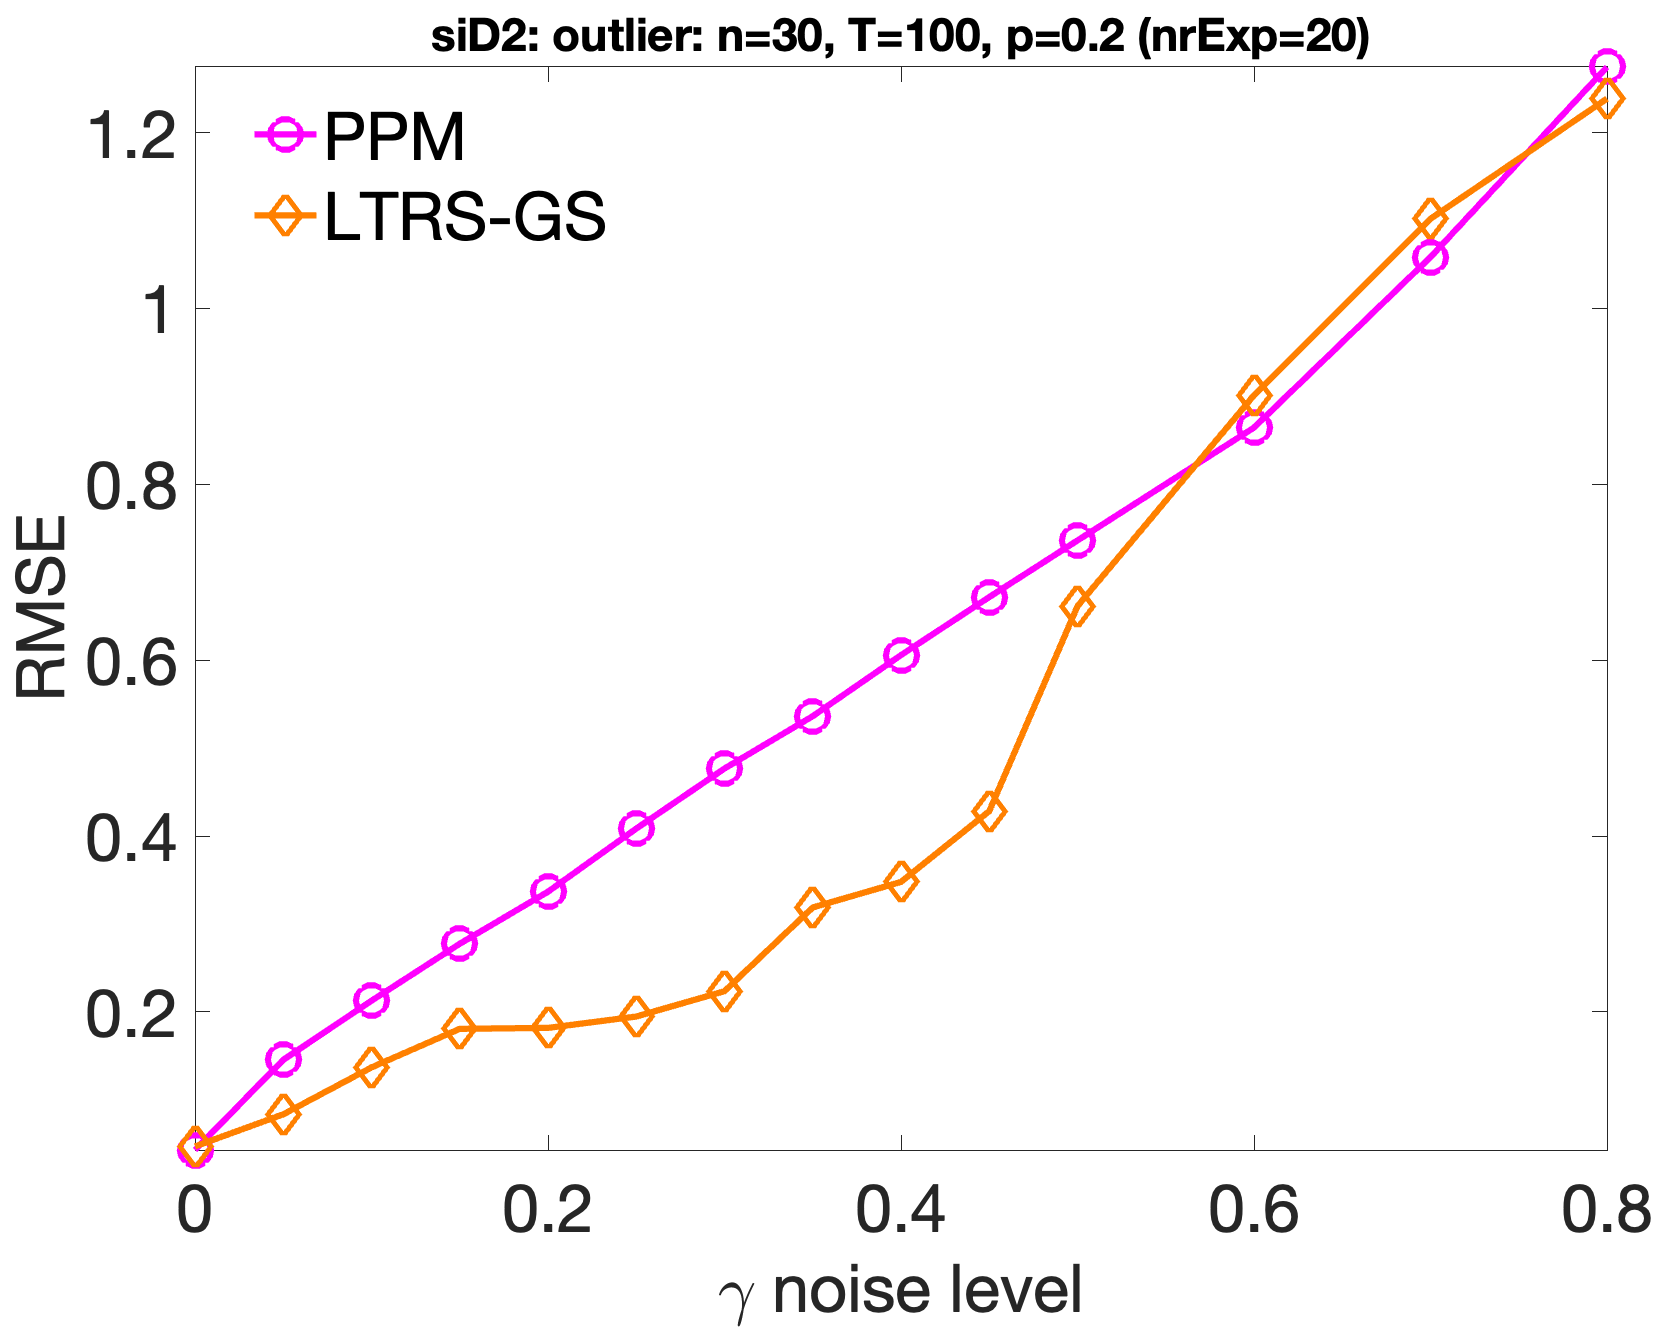 siD2: outlier: n=30, T=100, p=0.2 (nrExp=20)
PPM
LTRS-GS
1.2
1
0.8
0.6
0.4
0.2
RMSE
0 0.2 0.4 0.6 0.8
γ noise level